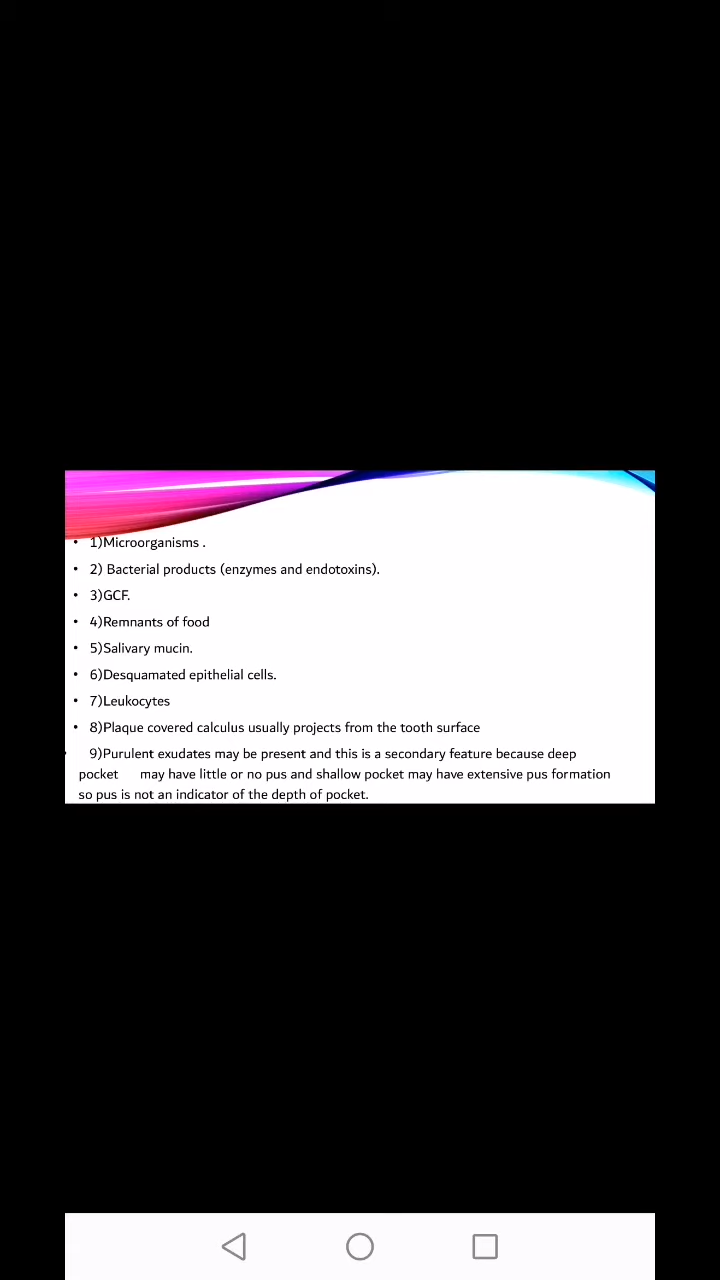 • 1)Microorganisms .
• 2) Bacterial products (enzymes and endotoxins).
• 3)GCF.
• 4)Remnants of food
• 5)Salivary mucin.
• 6)Desquamated epithelial cells.
• 7)Leukocytes
• 8)Plaque covered calculus usually projects from the tooth surface
• 9)Purulent exudates may be present and this is a secondary feature because deep
pocket may have little or no pus and shallow pocket may have extensive pus formation
so pus is not an indicator of the depth of pocket.